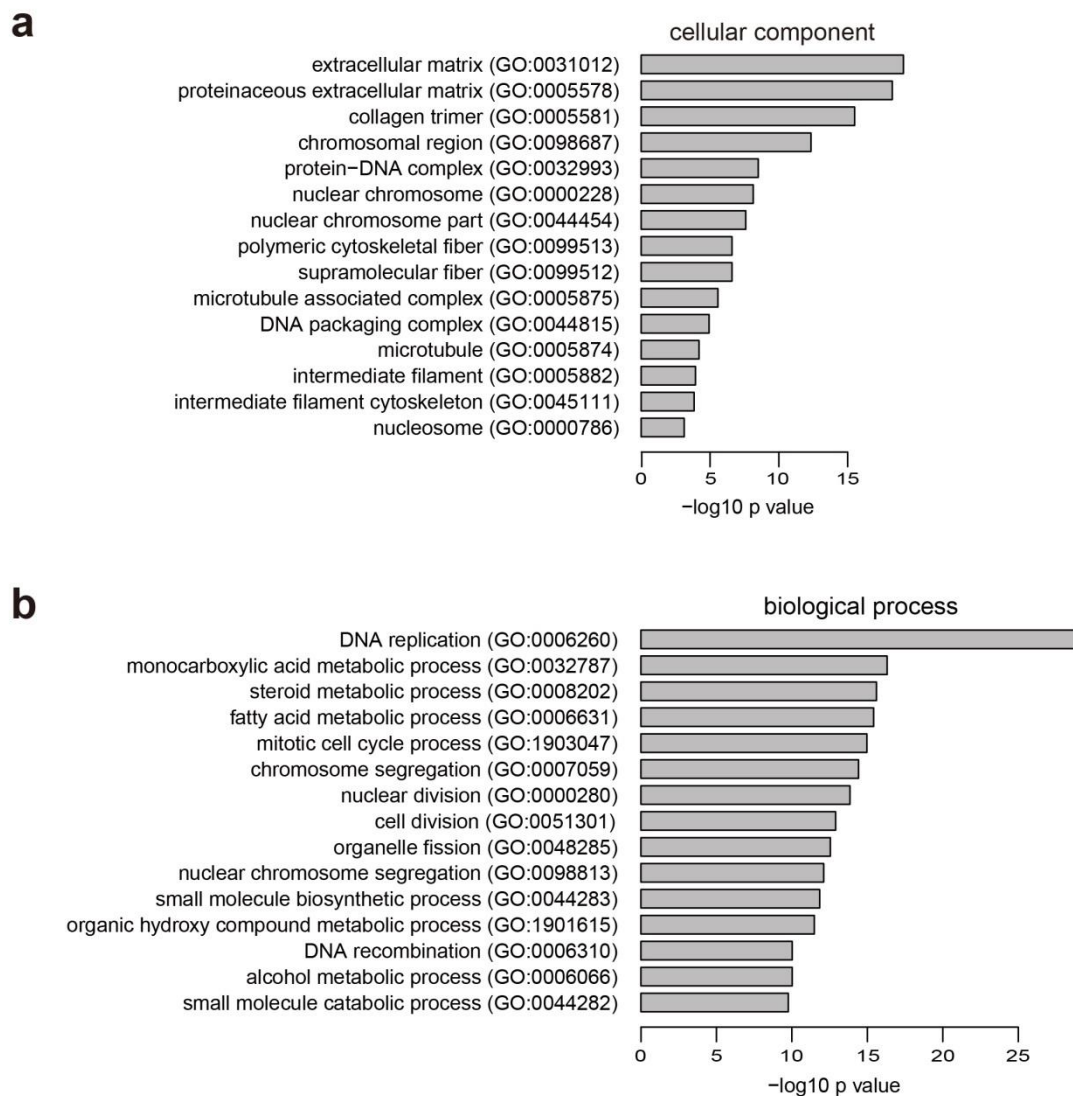 a
cellular component
extracellular matrix (GO:0031012)
proteinaceous extracellular matrix (GO:0005578)
collagen trimer (GO:0005581)
chromosomal region (GO:0098687)
protein−DNA complex (GO:0032993)
nuclear chromosome (GO:0000228)
nuclear chromosome part (GO:0044454)
polymeric cytoskeletal fiber (GO:0099513)
supramolecular fiber (GO:0099512)
microtubule associated complex (GO:0005875)
DNA packaging complex (GO:0044815)
microtubule (GO:0005874)
intermediate filament (GO:0005882)
intermediate filament cytoskeleton (GO:0045111)
nucleosome (GO:0000786)
0 5 10 15
−log10 p value
b
biological process
DNA replication (GO:0006260)
monocarboxylic acid metabolic process (GO:0032787)
steroid metabolic process (GO:0008202)
fatty acid metabolic process (GO:0006631)
mitotic cell cycle process (GO:1903047)
chromosome segregation (GO:0007059)
nuclear division (GO:0000280)
cell division (GO:0051301)
organelle fission (GO:0048285)
nuclear chromosome segregation (GO:0098813)
small molecule biosynthetic process (GO:0044283)
organic hydroxy compound metabolic process (GO:1901615)
DNA recombination (GO:0006310)
alcohol metabolic process (GO:0006066)
small molecule catabolic process (GO:0044282)
0 5 10 15 20 25
−log10 p value